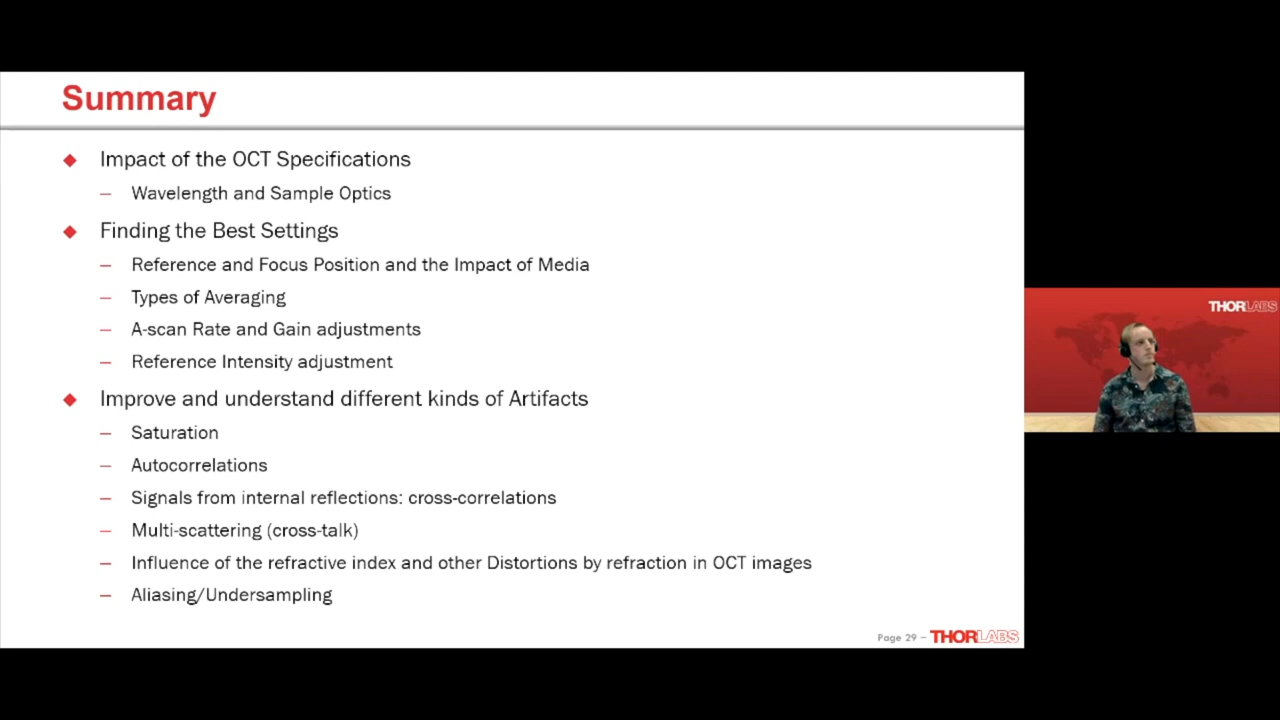 Summary
Impact of the OCT Specifications
– Wavelength and Sample Optics
Finding the Best Settings
– Reference and Focus Position and the Impact of Media
– Types of Averaging
– A-scan Rate and Gain adjustments
– Reference Intensity adjustment
Improve and understand different kinds of Artifacts
– Saturation
– Autocorrelations
– Signals from internal reflections: cross-correlations
– Multi-scattering (cross-talk)
– Influence of the refractive index and other Distortions by refraction in OCT images
– Aliasing/Undersampling
Page 29 – THORLABS
THORLABS